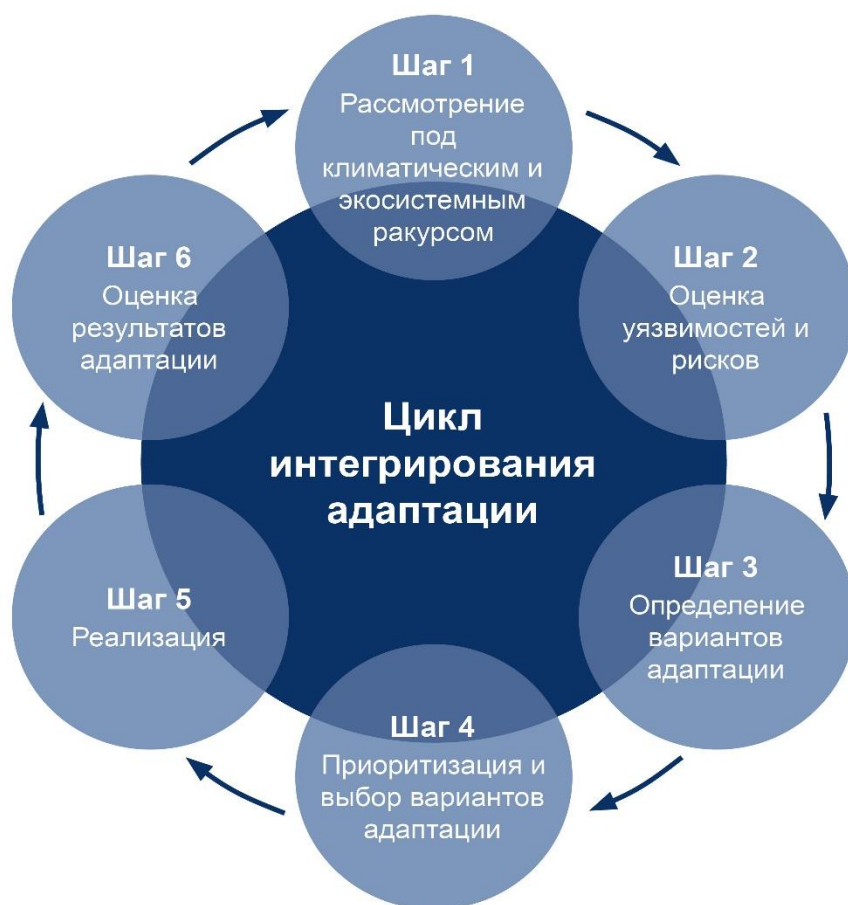 Шаг 1
Рассмотрение
под
климатическим и
экосистемным
ракурсом
Шаг 2
Оценка
уязвимостей и
рисков
Шаг 3
Определение
вариантов
адаптации
Шаг 4
Приоритизация и
выбор вариантов
адаптации
Шаг 5
Реализация
Шаг 6
Оценка
результатов
адаптации
Цикл
интегрирования
адаптации